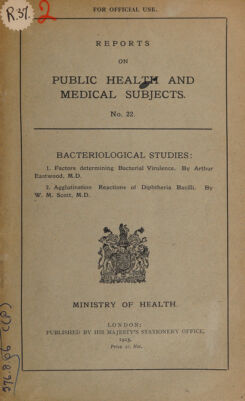 FOR OFFICIAL USE.
R.37.
2
REPORTS
ON
PUBLIC HEALTH AND
MEDICAL SUBJECTS.
No. 22.
BACTERIOLOGICAL STUDIES:
1. Factors determining Bacterial Virulence. By Arthur
Eastwood, M.D.
2. Agglutination Reactions of Diphtheria Bacilli. By
W. M. Scott, M.D.
MINISTRY OF HEALTH.
LONDON:
PUBLISHED BY HIS MAJESTY'S STATIONERY OFFICE,
1923.
Net.